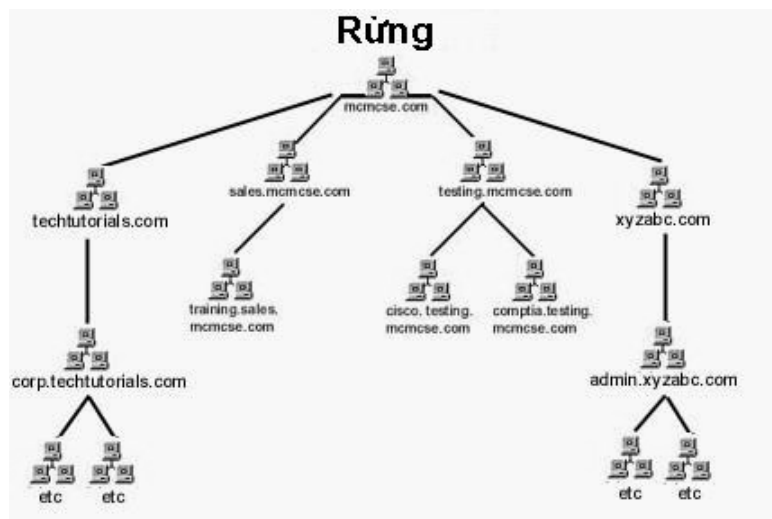 Rừng
mcmcse.com
sales.mcmcse.com
testing.mcmcse.com
techtutorials.com
xyzabc.com
training.sales.
mcmcse.com
cisco. testing.
mcmcse.com
comptia.testing.
mcmcse.com
corp.techtutorials.com
admin.xyzabc.com
etc
etc
etc
etc